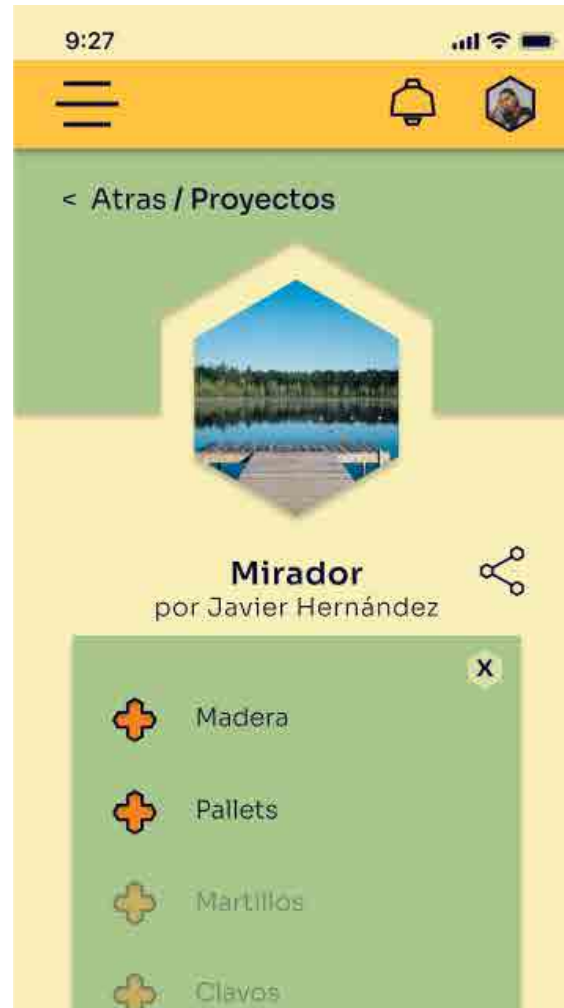 9:27
< Atras / Proyectos
Mirador
por Javier Hernández
X
Madera
Pallets
Martillos
Clavos